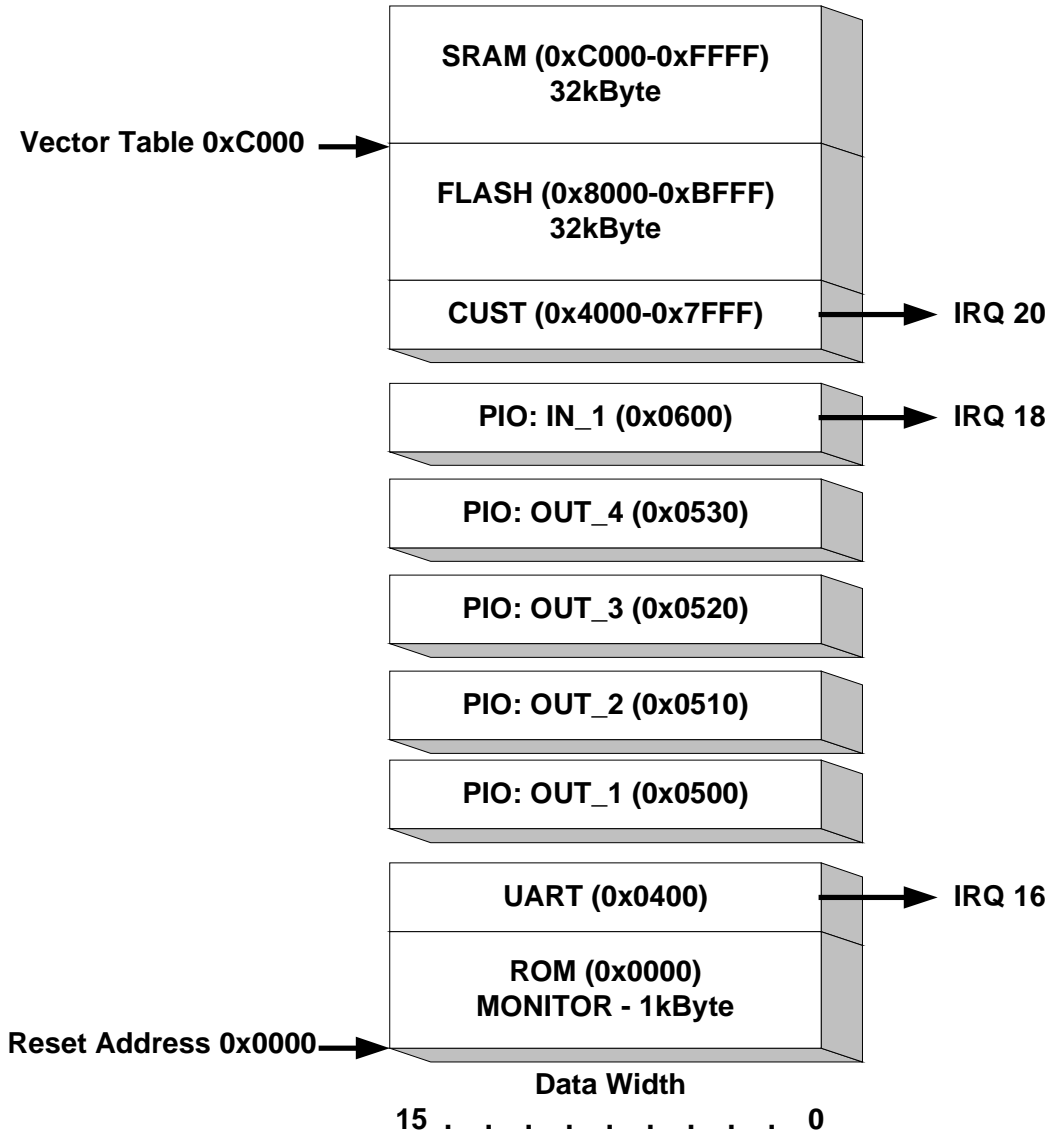 SRAM (0xC000-0xFFFF)
32kByte
Vector Table 0xC000
FLASH (0x8000-0xBFFF)
32kByte
CUST (0x4000-0x7FFF)
IRQ 20
PIO: IN_1 (0x0600)
IRQ 18
PIO: OUT_4 (0x0530)
PIO: OUT_3 (0x0520)
PIO: OUT_2 (0x0510)
PIO: OUT_1 (0x0500)
UART (0x0400)
IRQ 16
ROM (0x0000)
MONITOR - 1kByte
Reset Address 0x0000
Data Width
15 . . . . . . . . . 0